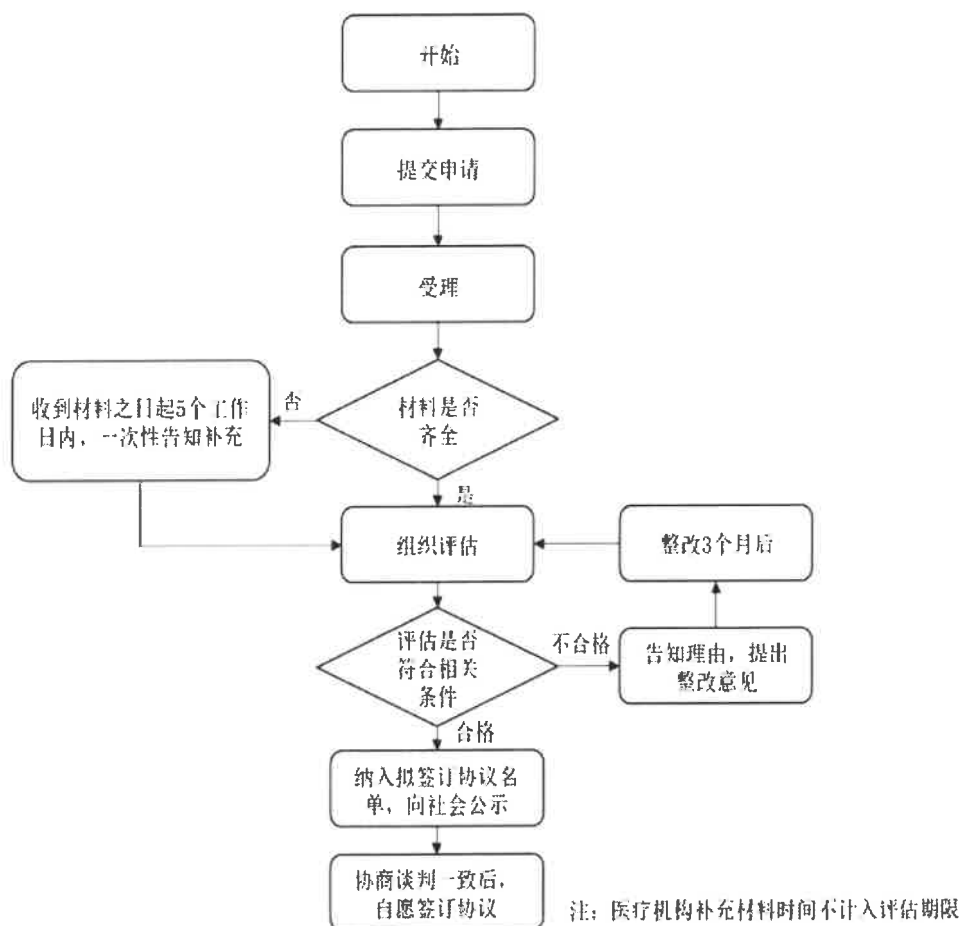 开始
提交申请
受理
材料是否
齐全
否
收到材料之日起5个工作
日内，一次性告知补充
是
组织评估
整改3个月后
评估是否
符合相关
条件
不合格
告知理由，提出
整改意见
合格
纳入拟签订协议名
单，向社会公示
协商谈判一致后，
自愿签订协议
注：医疗机构补充材料时间不计入评估期限